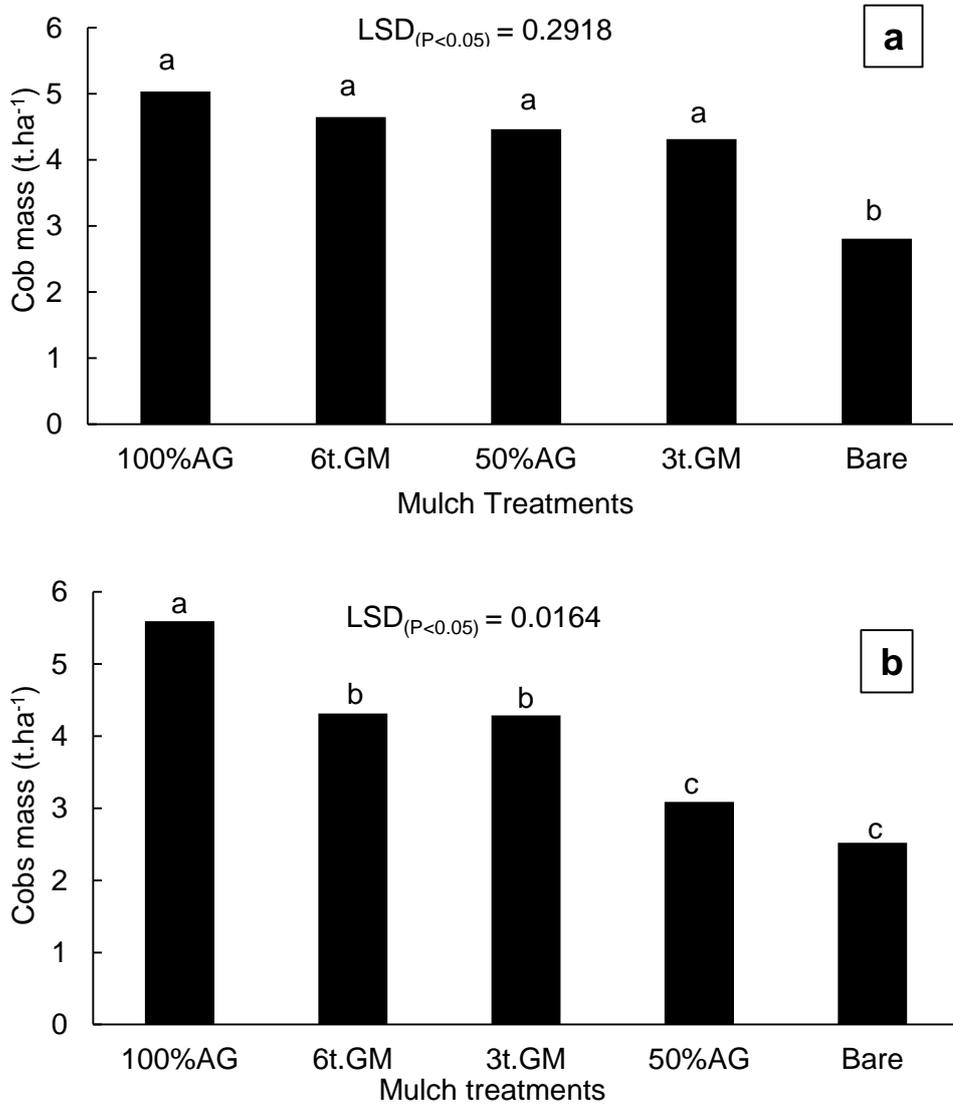 LSD(P<0.05) = 0.2918
a
Cob mass (t.ha-1)
6
5
4
3
2
1
0
a
a
a
a
b
100%AG 6t.GM 50%AG 3t.GM Bare
Mulch Treatments
LSD(P<0.05) = 0.0164
b
Cobs mass (t.ha-1)
6
5
4
3
2
1
0
a
b
b
c
c
100%AG 6t.GM 3t.GM 50%AG Bare
Mulch treatments